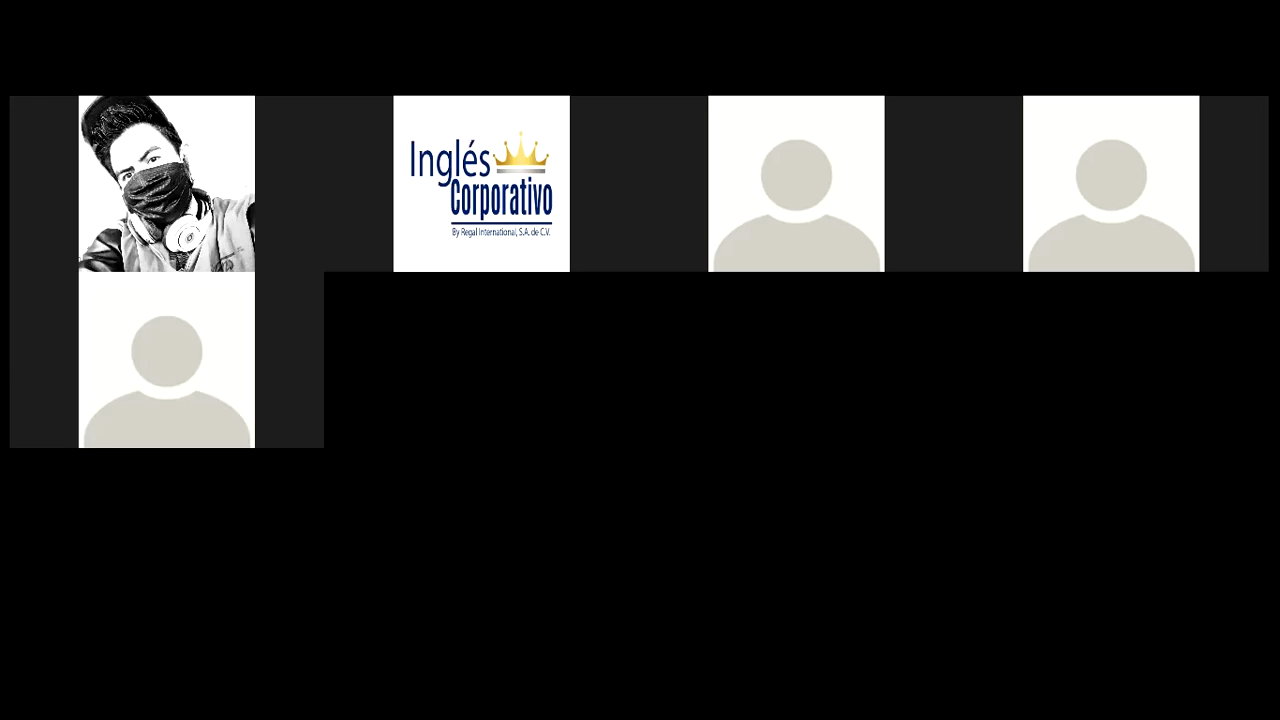 Inglés
Corporativo
By Regal International, S.A. de C.V.